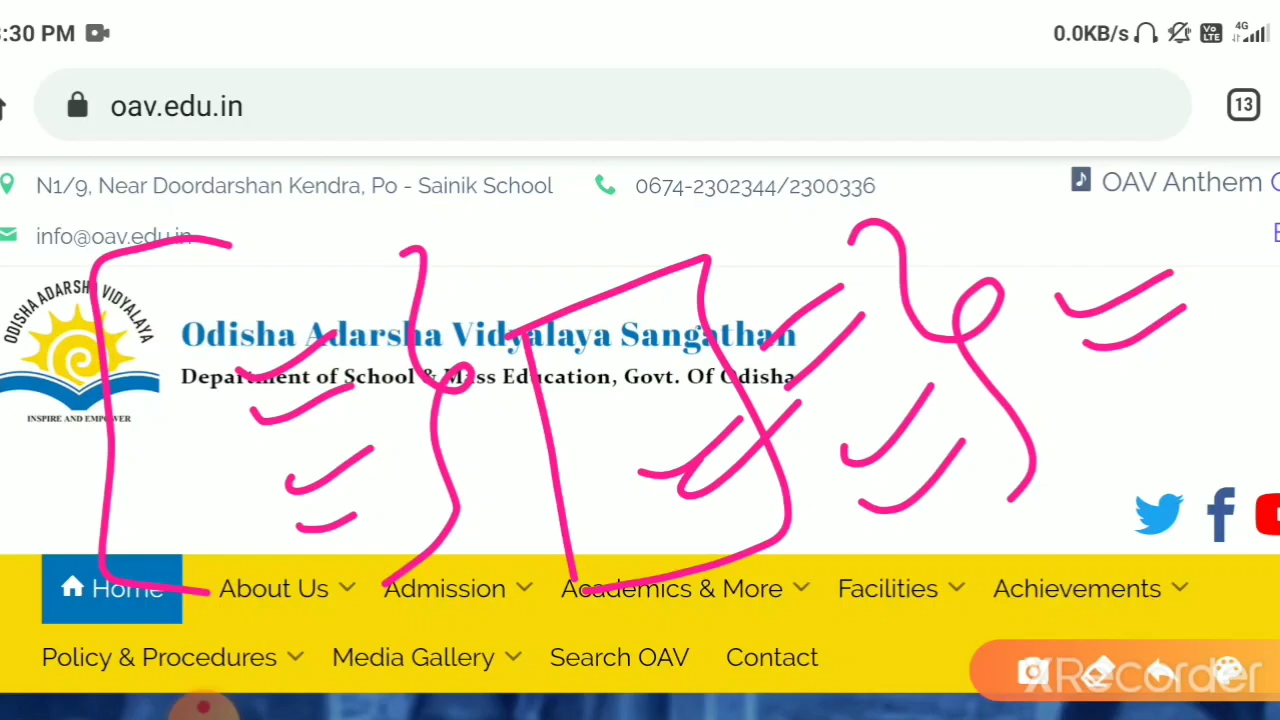 :30 PM 0.0KB/s Vo LTE 4G
oav.edu.in 13
N1/9, Near Doordarshan Kendra, Po - Sainik School 0674-2302344/2300336 OAV Anthem
info@oav.edu.in
ODISHA ADARSHA VIDYALAYA
Odisha Adarsha Vidyalaya Sangathan
Department of School & Mass Education, Govt. Of Odisha
INSPIRE AND EMPOWER
Home About Us Admission Academics & More Facilities Achievements
Policy & Procedures Media Gallery Search OAV Contact
XRecorder